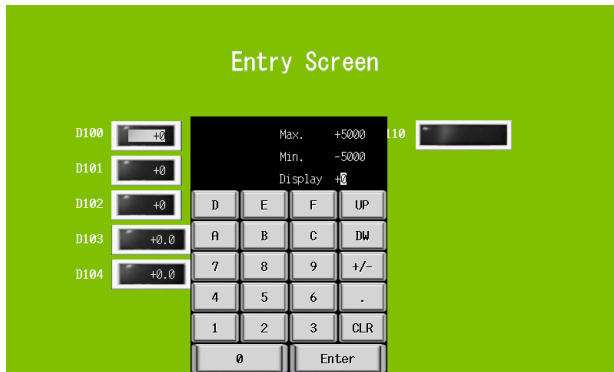 Entry Screen
D100 +0
D101 +0
D102 +0
D103 +0.0
D104 +0.0
Max. +5000
Min. -5000
Display +0
D E F UP
A B C DW
7 8 9 +/-
4 5 6 .
1 2 3 CLR
0 Enter
110